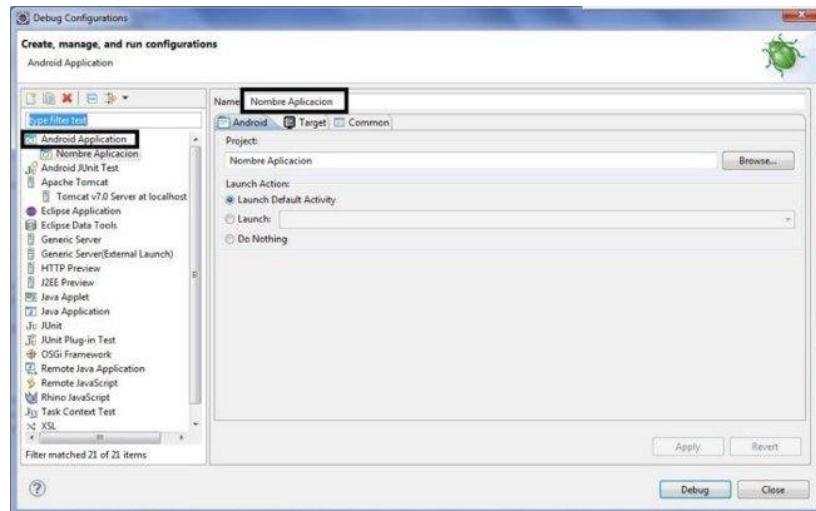 Debug Configurations
Create, manage, and run configurations
Android Application
type filter text
Android Application
Nombre Aplicacion
Android JUnit Test
Apache Tomcat
Tomcat v7.0 Server at localhost
Eclipse Application
Eclipse Data Tools
Generic Server
Generic Server(External Launch)
HTTP Preview
J2EE Preview
Java Applet
Java Application
JUnit
JUnit Plug-in Test
OSGi Framework
Remote Java Application
Remote JavaScript
Rhino JavaScript
Task Context Test
XSL
Filter matched 21 of 21 items
Name: Nombre Aplicacion
Android Target Common
Project:
Nombre Aplicacion Browse...
Launch Action:
Launch Default Activity
Launch:
Do Nothing
Apply Revert
Debug Close